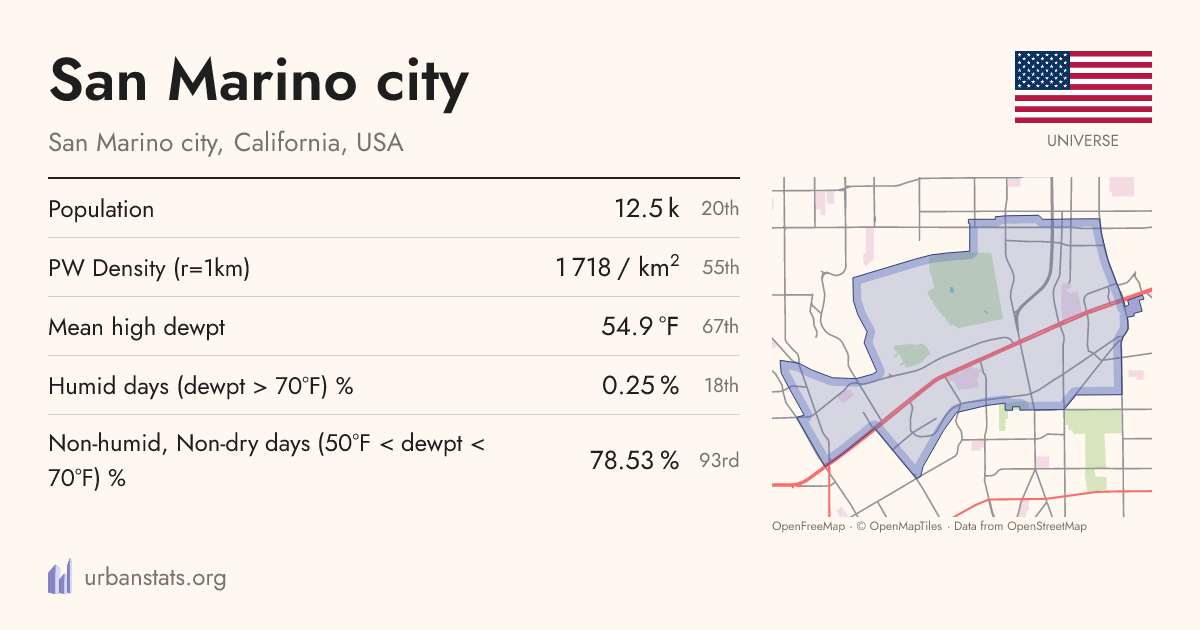 San Marino city
San Marino city, California, USA
UNIVERSE
Population 12.5 k 20th
PW Density (r=1km) 1 718 / km² 55th
Mean high dewpt 54.9 °F 67th
Humid days (dewpt > 70°F) % 0.25 % 18th
Non-humid, Non-dry days (50°F < dewpt <
70°F) % 78.53 % 93rd
OpenFreeMap · © OpenMapTiles · Data from OpenStreetMap
urbanstats.org